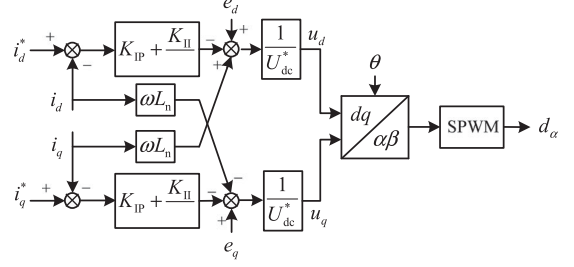 e_d
i_d^* + − K_IP + K_II − + + 1/U_dc^* u_d
i_d ωL_n
θ
dq/αβ SPWM d_α
i_q ωL_n
i_q^* + − K_IP + K_II − − + 1/U_dc^* u_q
e_q